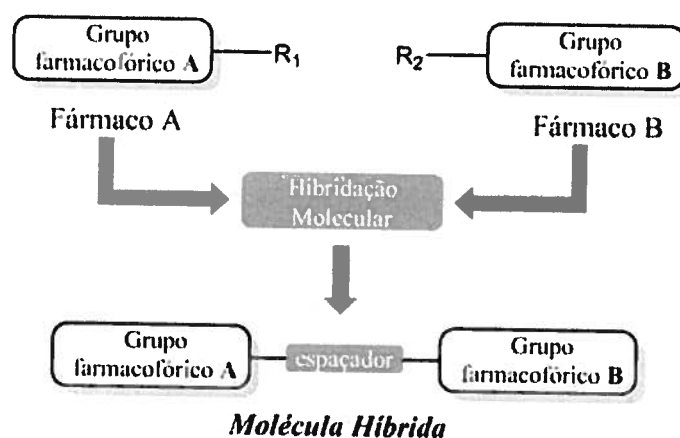 Grupo
farmacofórico A
R1
R2
Grupo
farmacofórico B
Fármaco A
Fármaco B
Hibridação
Molecular
Grupo
farmacofórico A
espaçador
Grupo
farmacofórico B
Molécula Híbrida